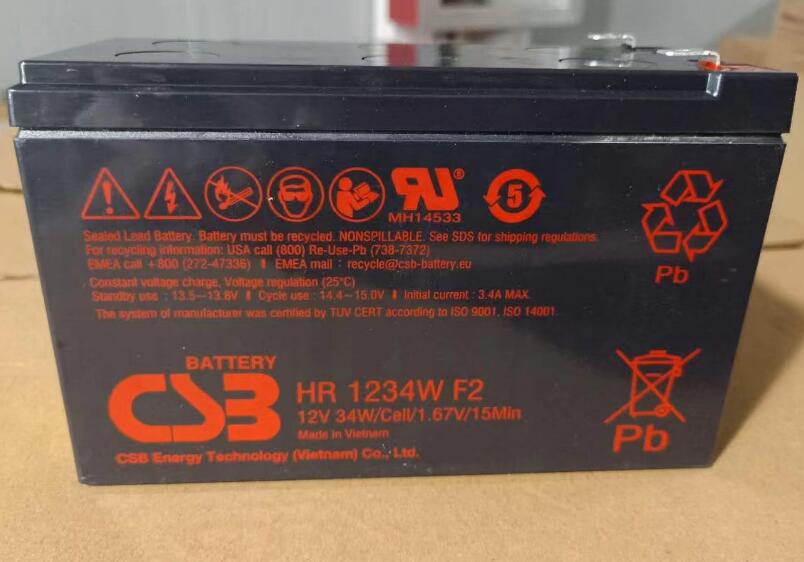 RU®
5
MH14533
Sealed Lead Battery. Battery must be recycled. NONSPILLABLE. See SDS for shipping regulations.
For recycling information: USA call (800) Re-Use-Pb (738-7372)
EMEA call +800 (272-47336) EMEA mail : recycle@csb-battery.eu
Constant voltage charge, Voltage regulation (25°C)
Standby use : 13.5~13.8V Cycle use : 14.4~15.0V Initial current : 3.4A MAX.
The system of manufacturer was certified by TUV CERT according to ISO 9001, ISO 14001
Pb
BATTERY
CSB
HR 1234W F2
12V 34W/Cell/1.67V/15Min
Made in Vietnam
CSB Energy Technology (Vietnam) Co., Ltd.
Pb